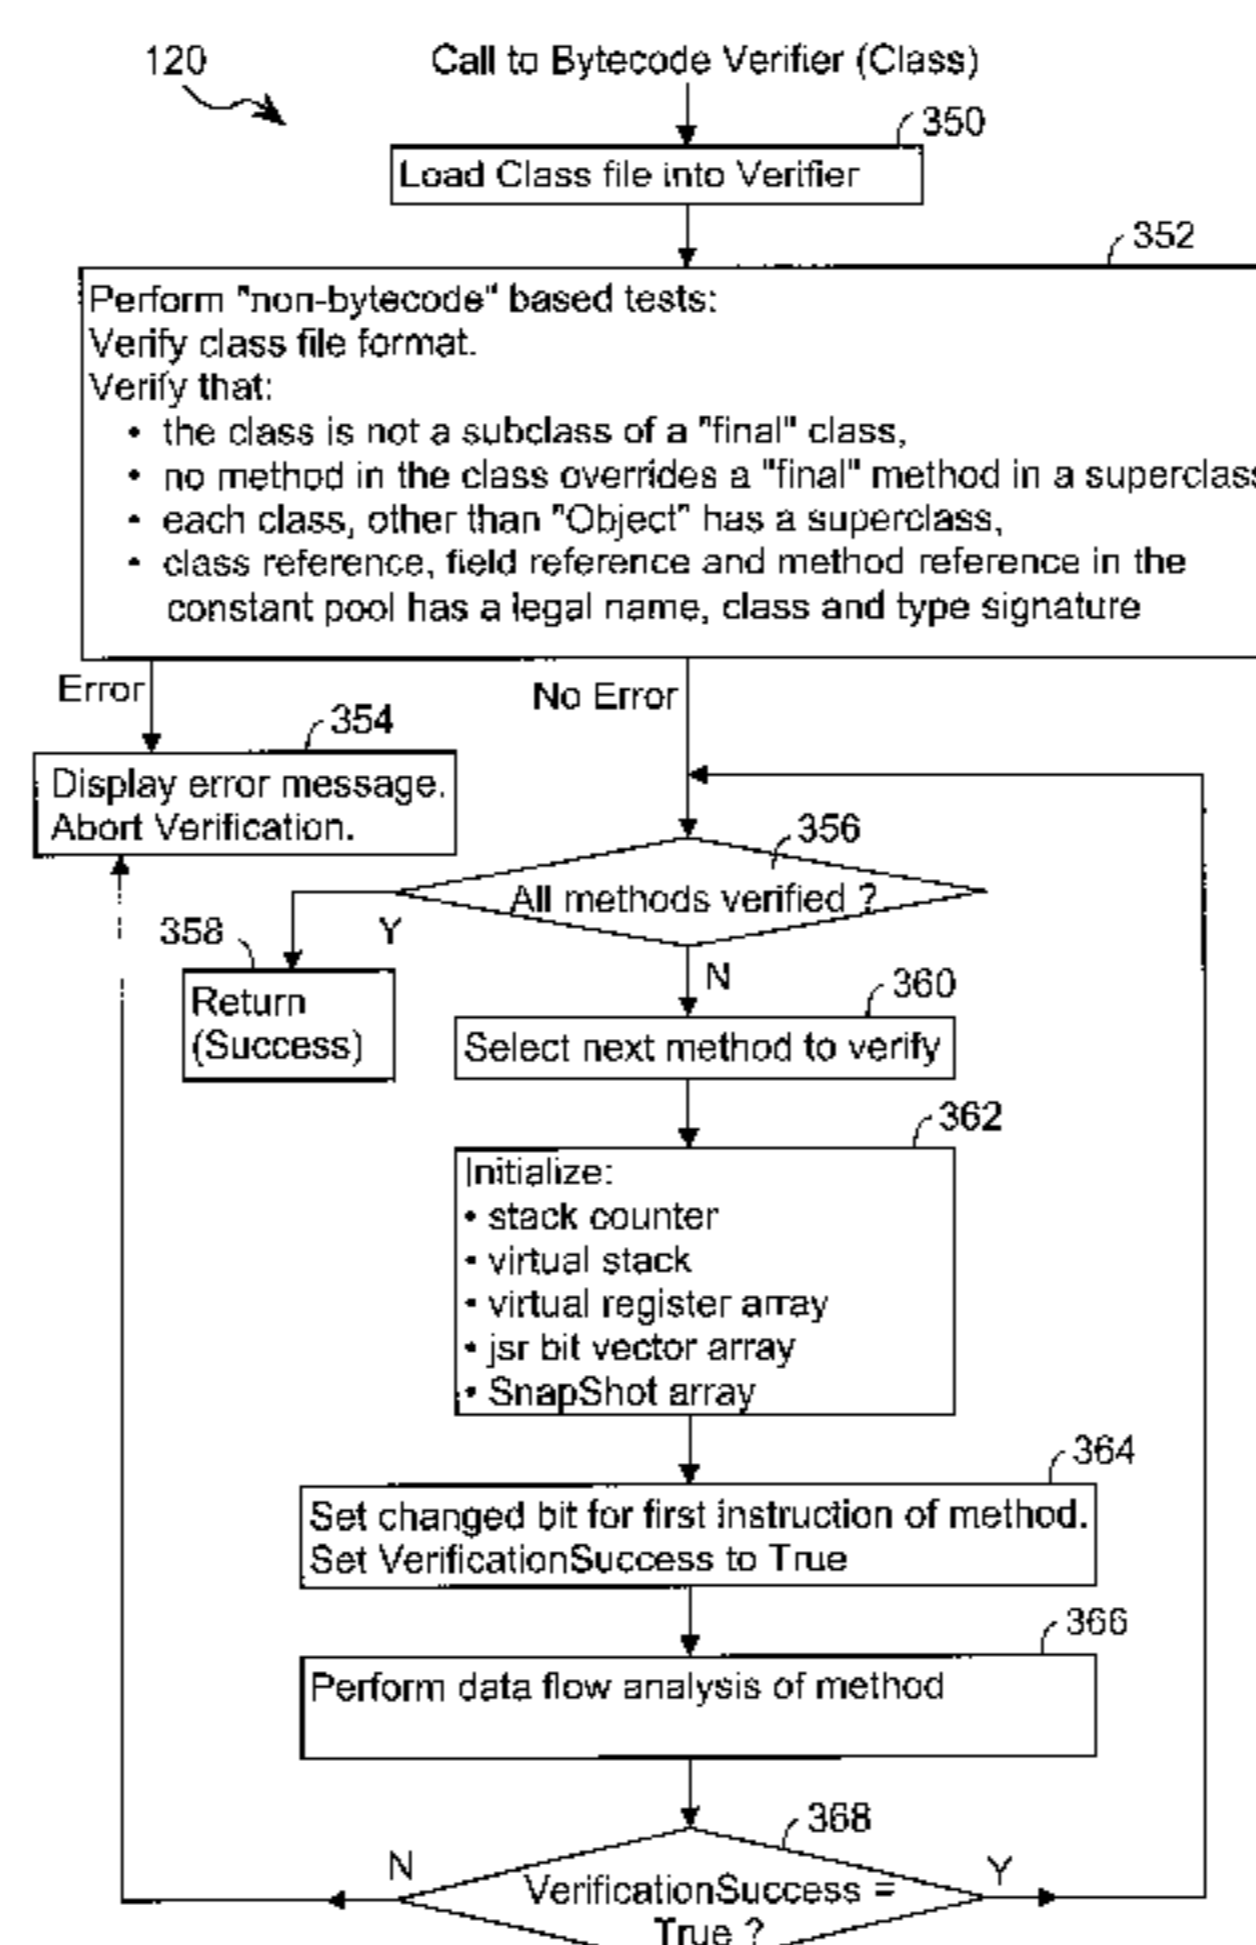 120
Call to Bytecode Verifier (Class)
350
Load Class file into Verifier
352
Perform "non-bytecode" based tests:
Verify class file format.
Verify that:
• the class is not a subclass of a "final" class,
• no method in the class overrides a "final" method in a superclass
• each class, other than "Object" has a superclass,
• class reference, field reference and method reference in the
constant pool has a legal name, class and type signature
Error
No Error
354
Display error message.
Abort Verification.
356
All methods verified ?
Y
N
358
Return
(Success)
360
Select next method to verify
362
Initialize:
• stack counter
• virtual stack
• virtual register array
• jsr bit vector array
• SnapShot array
364
Set changed bit for first instruction of method.
Set VerificationSuccess to True
366
Perform data flow analysis of method
368
N
Y
VerificationSuccess =
True ?